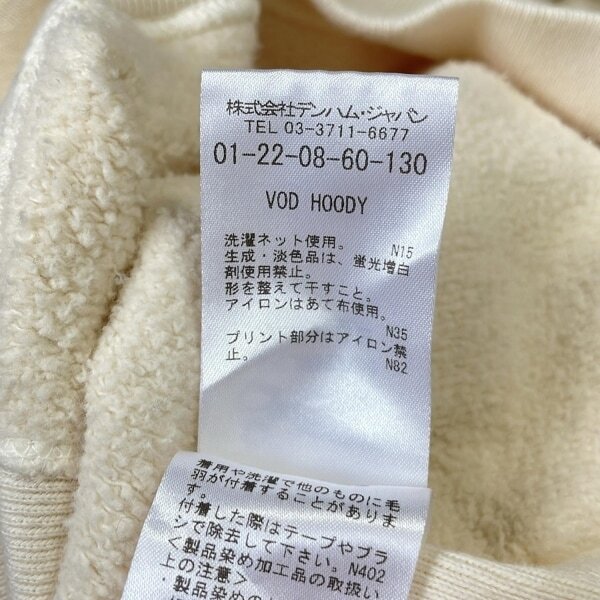 株式会社デンハム・ジャパン
TEL 03-3711-6677
01-22-08-60-130
VOD HOODY
洗濯ネット使用。 N15
生成・淡色品は、蛍光増白
剤使用禁止。
形を整えて干すこと。
アイロンはあて布使用。
N35
プリント部分はアイロン禁
止。 N82
着用や洗濯で他のものに毛
羽が付着することがありま
す。
付着した際はテープやブラ
シで除去して下さい。N402
<製品染め加工品の取扱い
上の注意>
・製品染めの